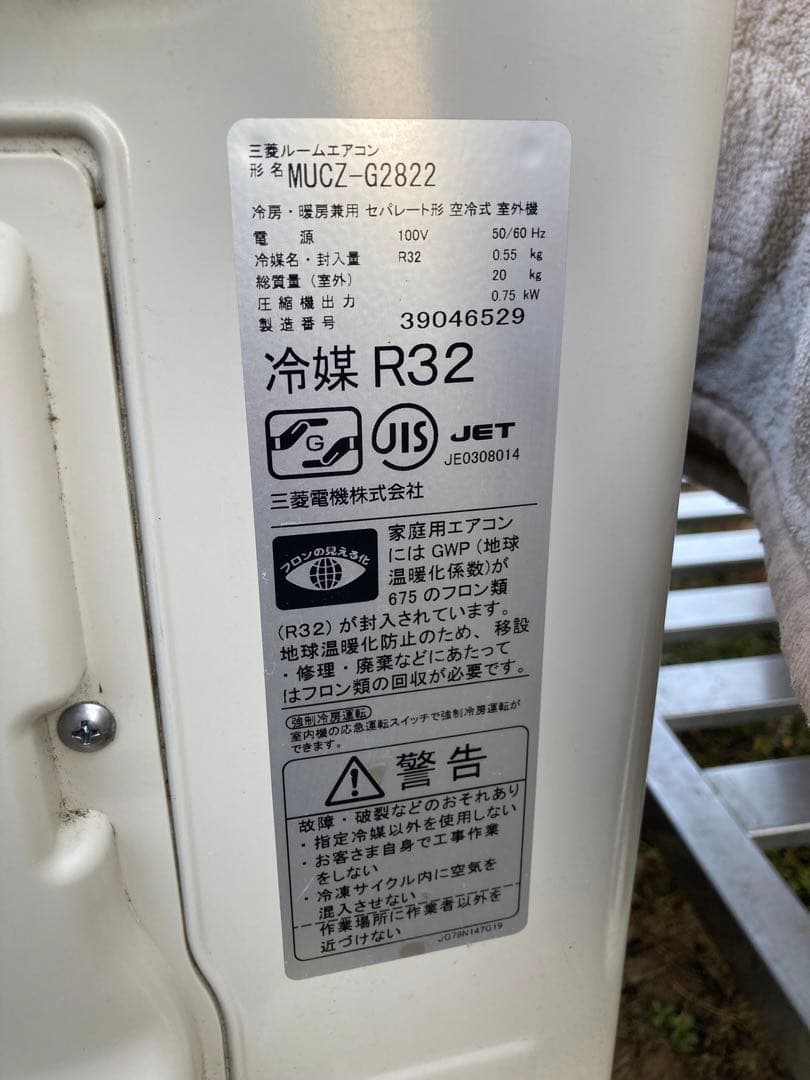 三菱ルームエアコン
形名 MUCZ-G2822
冷房・暖房兼用 セパレート形 空冷式 室外機
電源 100V 50/60 Hz
冷媒名・封入量 R32 0.55 kg
総質量（室外） 20 kg
圧縮機出力 0.75 kW
製造番号 39046529
冷媒 R32
G
JIS JET
JE0308014
三菱電機株式会社
フロンの見える化
家庭用エアコン
には GWP（地球
温暖化係数）が
675 のフロン類
（R32）が封入されています。
地球温暖化防止のため、移設
・修理・廃棄などにあたって
はフロン類の回収が必要です。
強制冷房運転
室内機の応急運転スイッチで強制冷房運転が
できます。
警告
故障・破裂などのおそれあり
・指定冷媒以外を使用しない
・お客さま自身で工事作業
をしない
・冷凍サイクル内に空気を
混入させない
作業場所に作業者以外を
近づけない
JG79N147G19